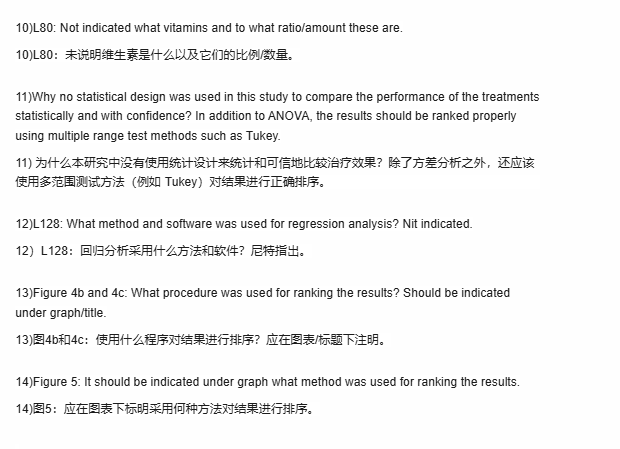 10)L80: Not indicated what vitamins and to what ratio/amount these are.
10)L80：未说明维生素是什么以及它们的比例/数量。
11)Why no statistical design was used in this study to compare the performance of the treatments
statistically and with confidence? In addition to ANOVA, the results should be ranked properly
using multiple range test methods such as Tukey.
11) 为什么本研究中没有使用统计设计来统计和可信地比较治疗效果？除了方差分析之外，还应该
使用多范围测试方法（例如 Tukey）对结果进行正确排序。
12)L128: What method and software was used for regression analysis? Nit indicated.
12）L128：回归分析采用什么方法和软件？尼特指出。
13)Figure 4b and 4c: What procedure was used for ranking the results? Should be indicated
under graph/title.
13)图4b和4c：使用什么程序对结果进行排序？应在图表/标题下注明。
14)Figure 5: It should be indicated under graph what method was used for ranking the results.
14)图5：应在图表下标明采用何种方法对结果进行排序。